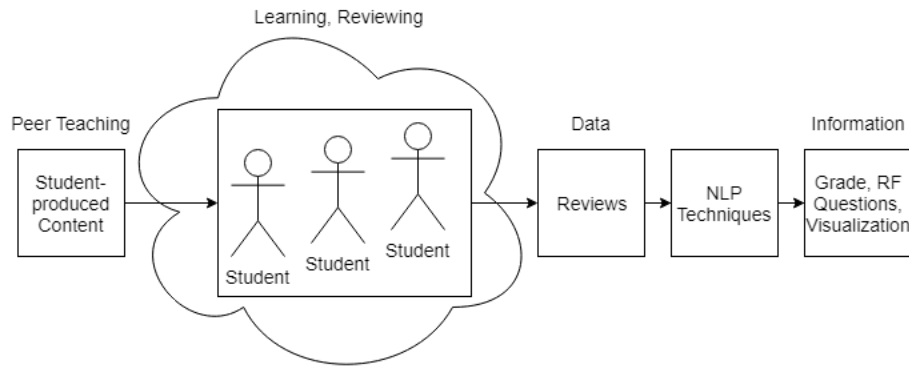 Learning, Reviewing
Peer Teaching
Student-
produced
Content
Student
Student
Student
Data
Reviews
NLP
Techniques
Information
Grade, RF
Questions,
Visualization